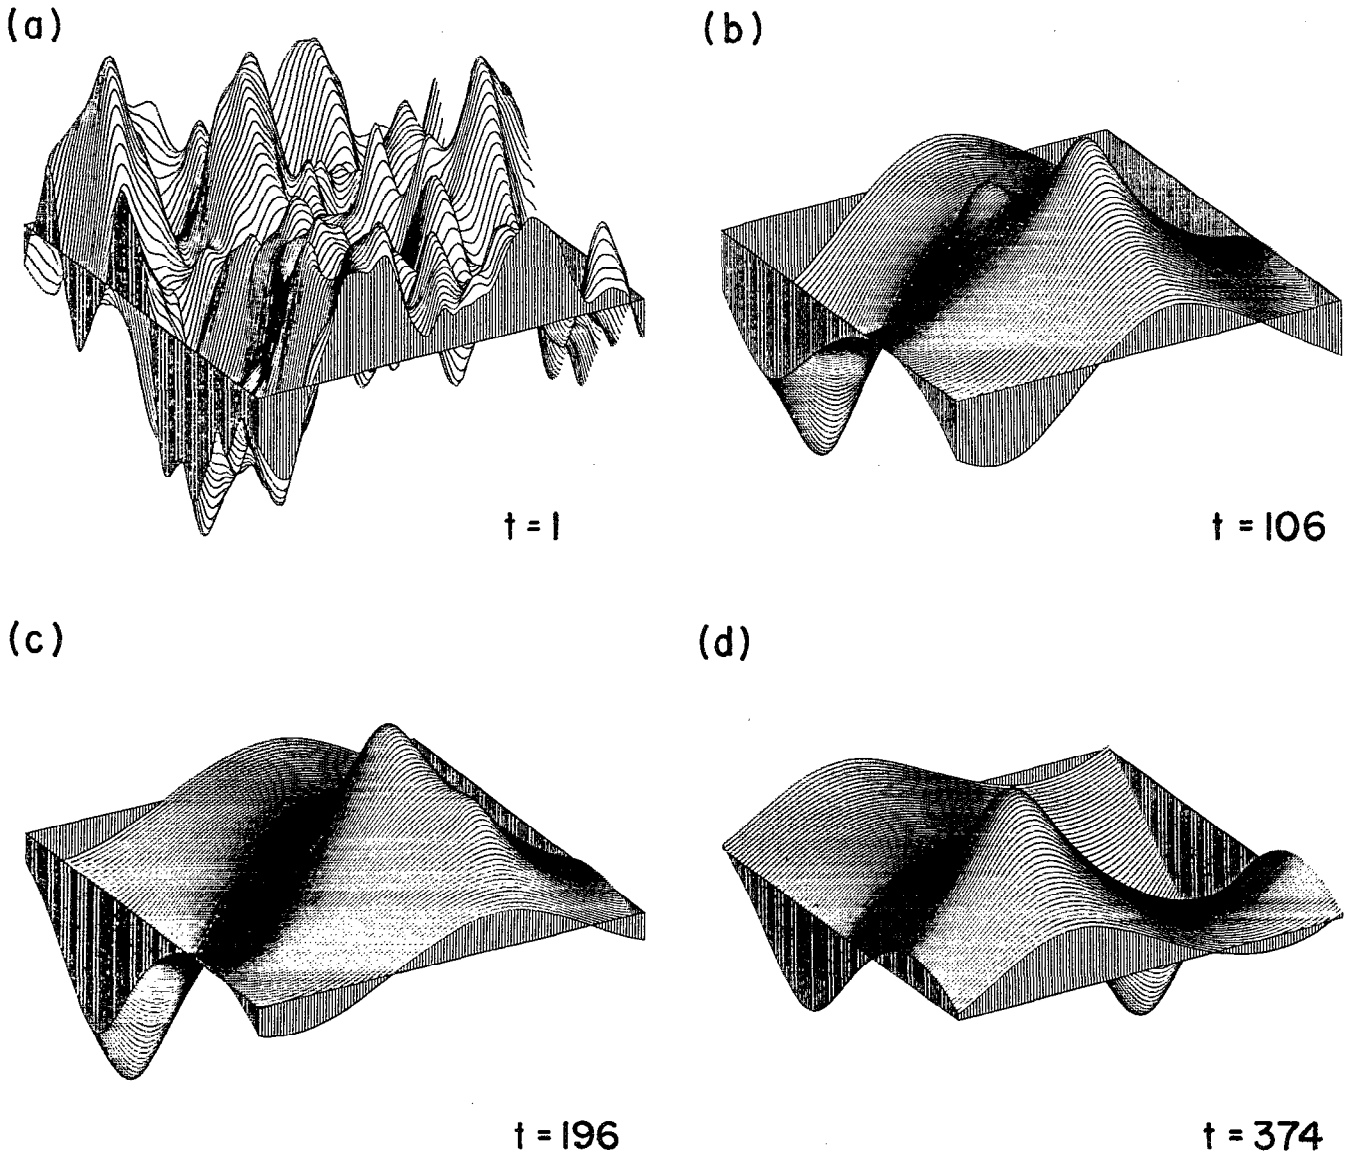 (a)
(b)
t = 1
t = 106
(c)
(d)
t = 196
t = 374